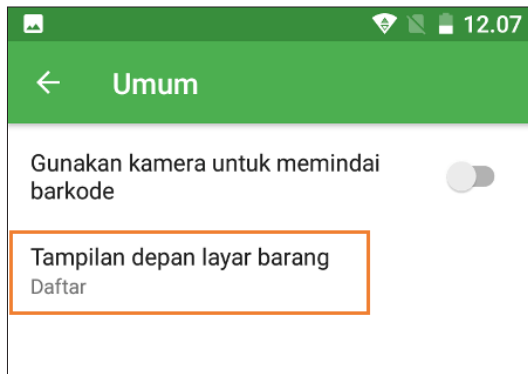 12.07
Umum
Gunakan kamera untuk memindai
barkode
Tampilan depan layar barang
Daftar